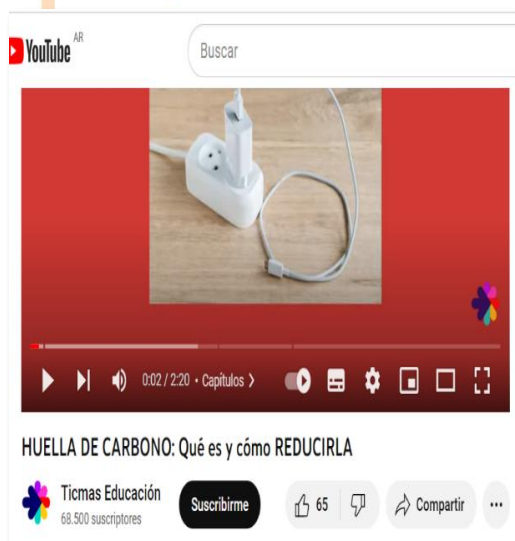 YouTube AR
Buscar
0:02 / 2:20 • Capítulos >
HUELLA DE CARBONO: Qué es y cómo REDUCIRLA
Ticmas Educación
68.500 suscriptores
Suscribirme
65
Compartir